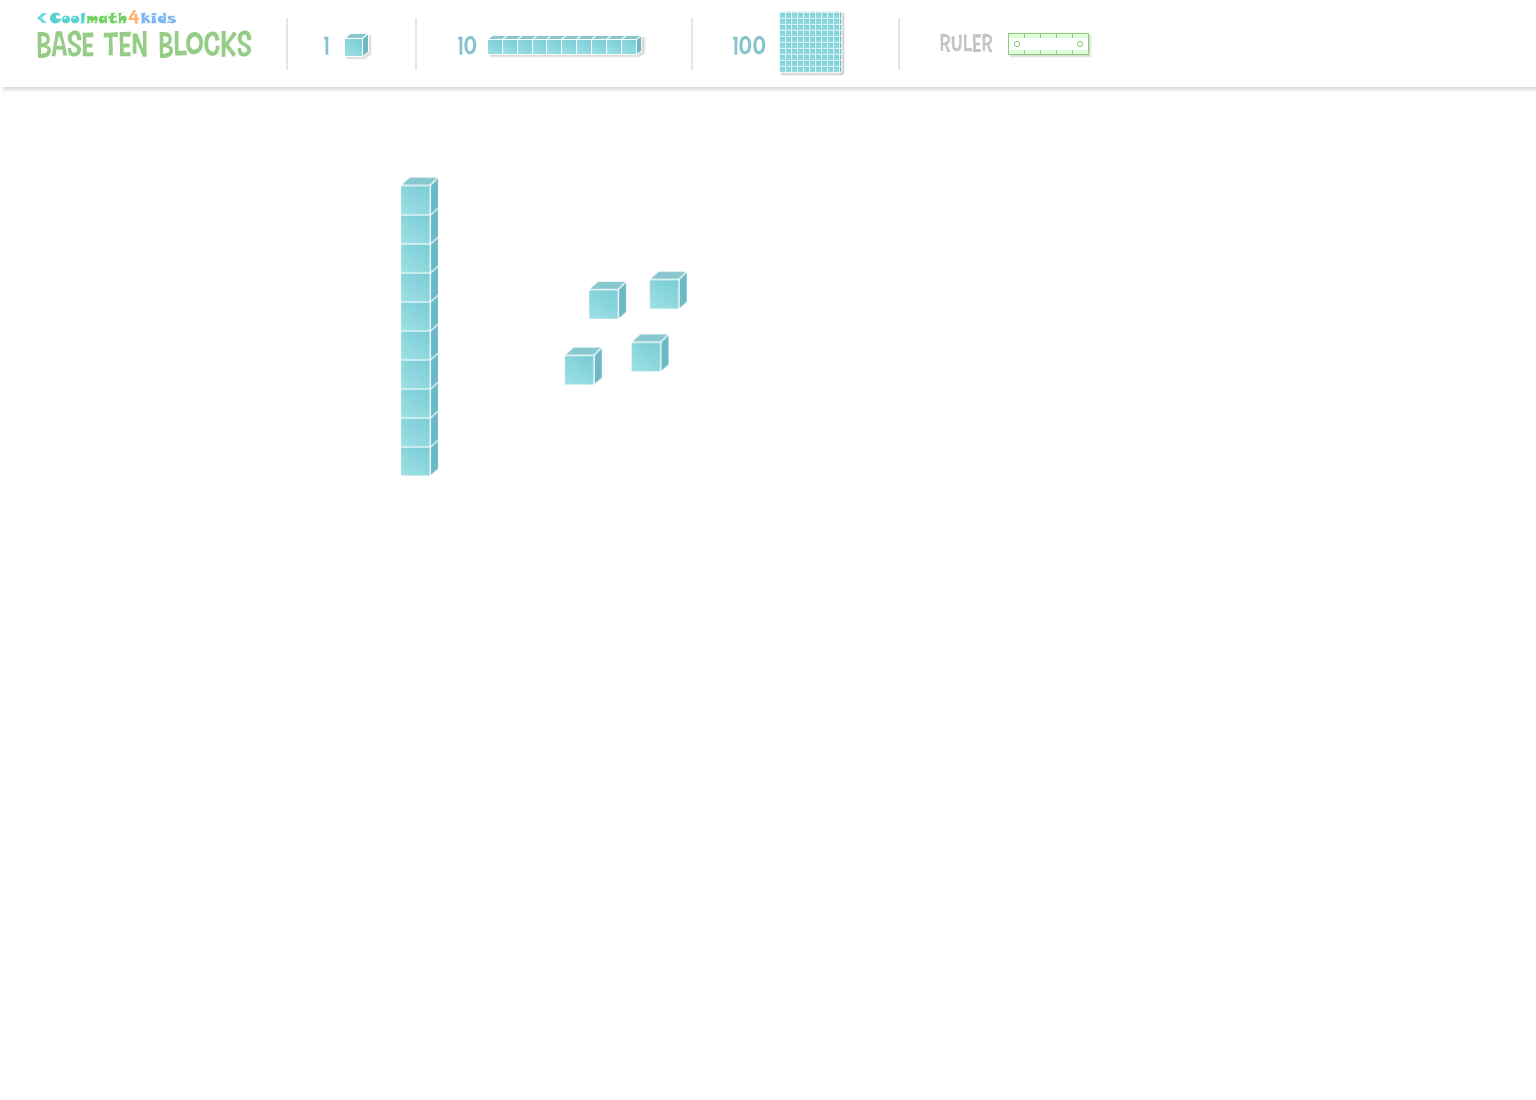 <Coolmath4kids
BASE TEN BLOCKS
1
10
100
RULER